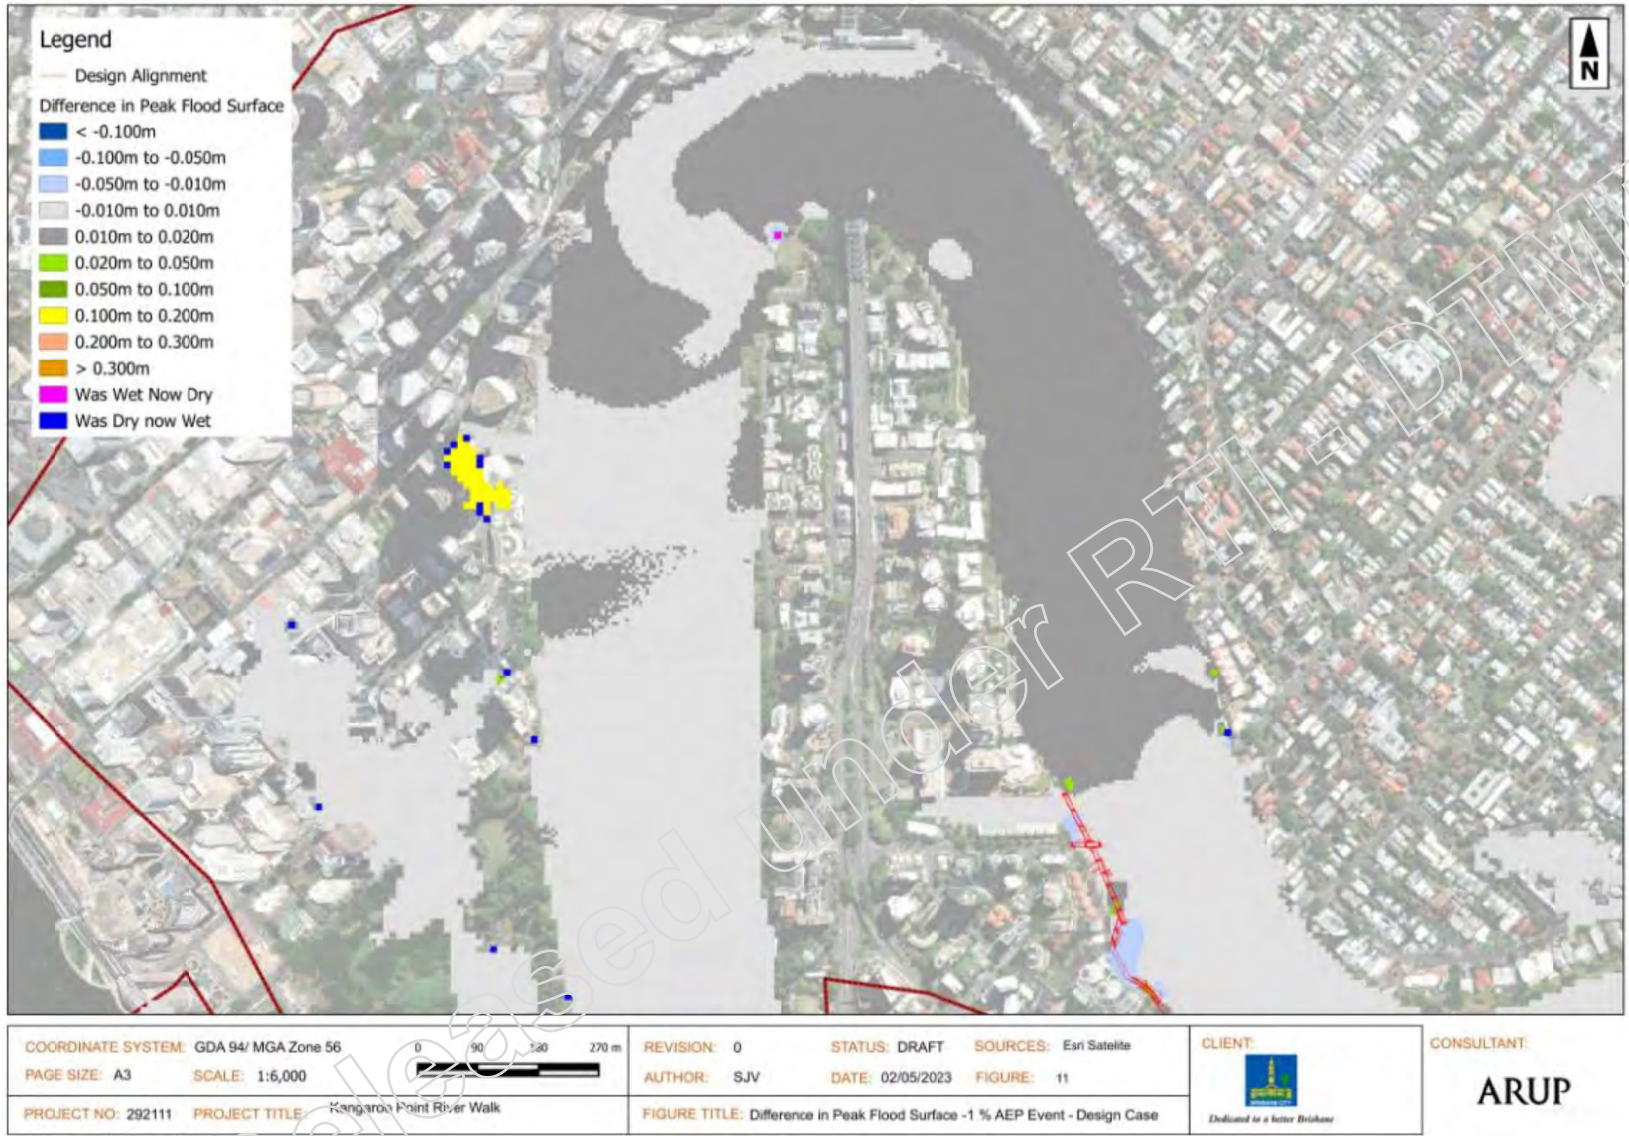 Legend
Design Alignment
Difference in Peak Flood Surface
< -0.100m
-0.100m to -0.050m
-0.050m to -0.010m
-0.010m to 0.010m
0.010m to 0.020m
0.020m to 0.050m
0.050m to 0.100m
0.100m to 0.200m
0.200m to 0.300m
> 0.300m
Was Wet Now Dry
Was Dry now Wet
N
Released under RTI - DTMR
COORDINATE SYSTEM: GDA 94/ MGA Zone 56
PAGE SIZE: A3 SCALE: 1:6,000
0 90 180 270 m
PROJECT NO: 292111 PROJECT TITLE: Kangaroo Point River Walk
REVISION: 0 STATUS: DRAFT SOURCES: Esri Satelite
AUTHOR: SJV DATE: 02/05/2023 FIGURE: 11
FIGURE TITLE: Difference in Peak Flood Surface -1 % AEP Event - Design Case
CLIENT:
BRISBANE CITY
Dedicated to a better Brisbane
CONSULTANT:
ARUP